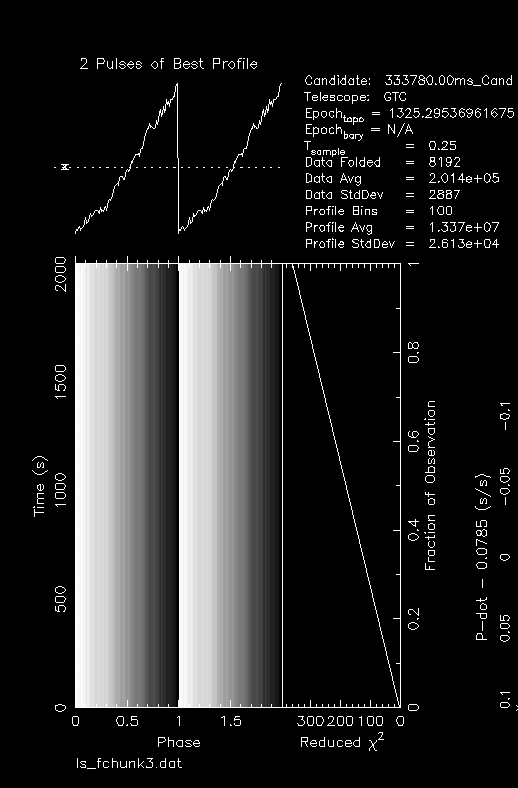 2 Pulses of Best Profile
Candidate: 333780.00ms_Cand
Telescope: GTC
Epoch_topo = 1325.29536961675
Epoch_bary = N/A
T_sample = 0.25
Data Folded = 8192
Data Avg = 2.014e+05
Data StdDev = 2887
Profile Bins = 100
Profile Avg = 1.337e+07
Profile StdDev = 2.613e+04
2000
1500
1000
500
0
Time (s)
0 0.5 1 1.5
Phase
1
0.8
0.6
0.4
0.2
0
Fraction of Observation
300 200 100 0
Reduced χ²
-0.1
-0.05
0
0.05
0.1
P-dot - 0.0785 (s/s)
ls_fchunk3.dat